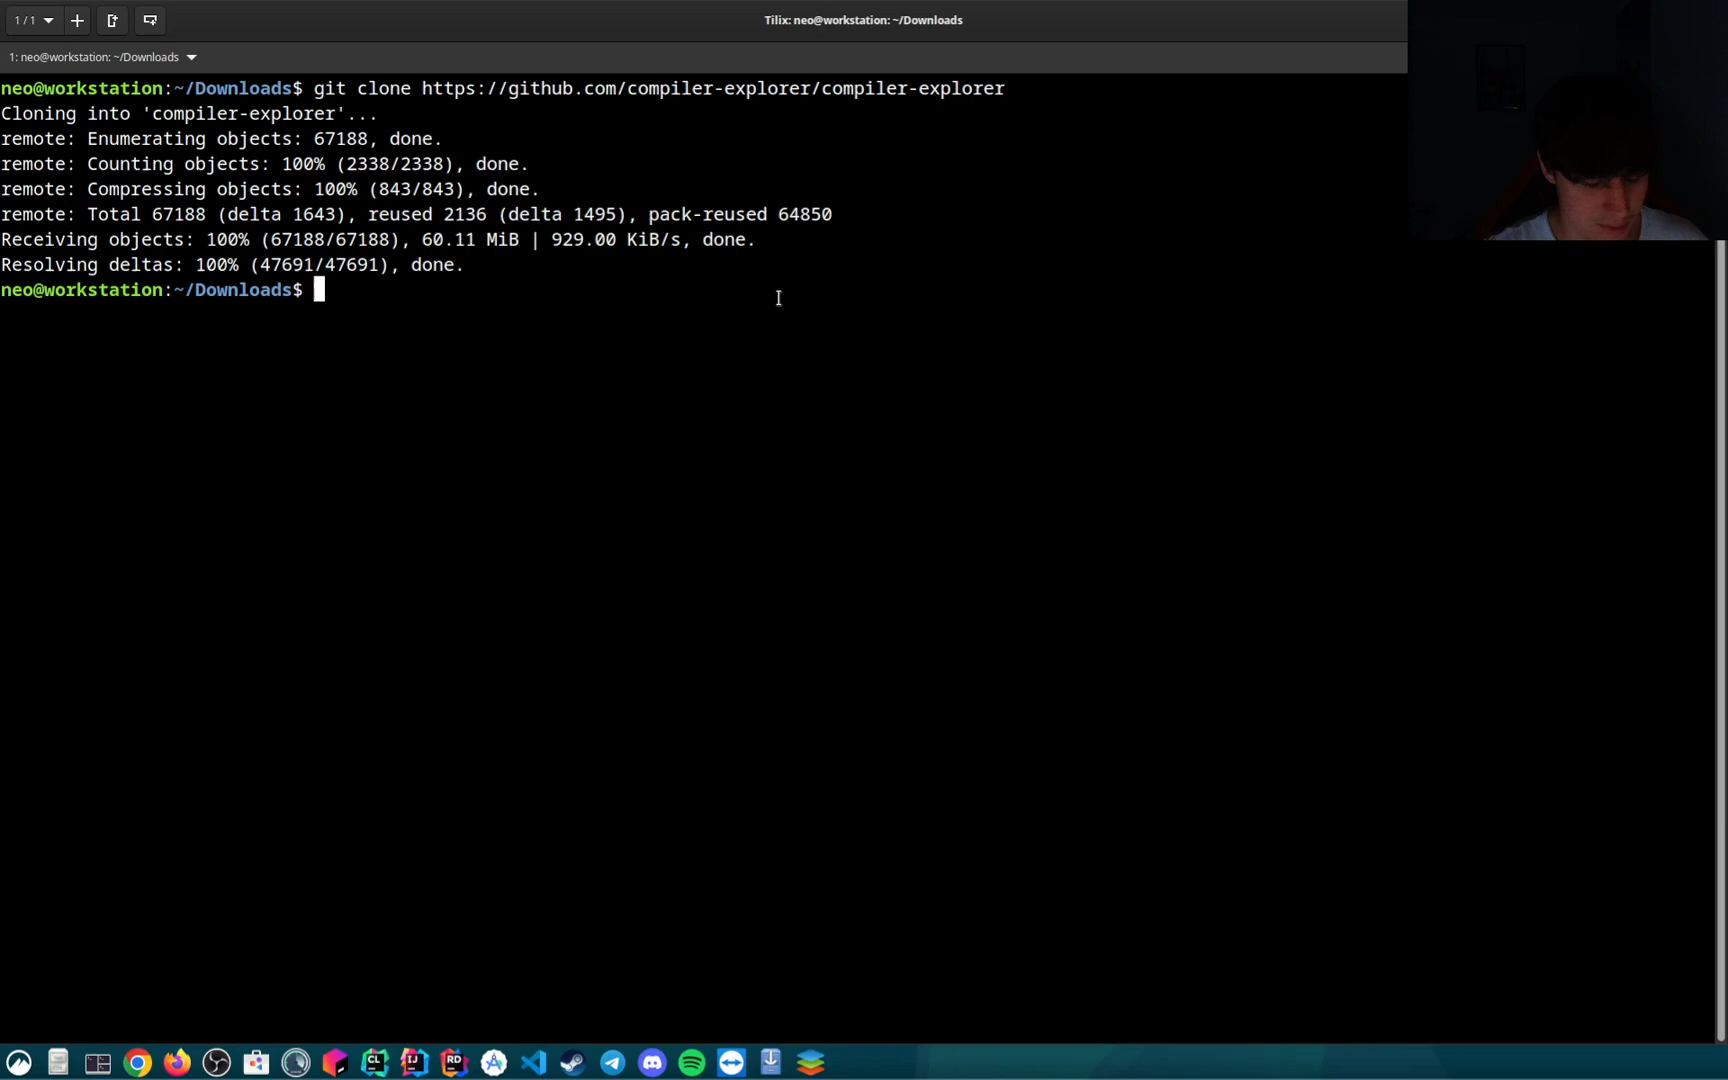 1 / 1
Tilix: neo@workstation: ~/Downloads
1: neo@workstation: ~/Downloads
neo@workstation:~/Downloads$ git clone https://github.com/compiler-explorer/compiler-explorer
Cloning into 'compiler-explorer'...
remote: Enumerating objects: 67188, done.
remote: Counting objects: 100% (2338/2338), done.
remote: Compressing objects: 100% (843/843), done.
remote: Total 67188 (delta 1643), reused 2136 (delta 1495), pack-reused 64850
Receiving objects: 100% (67188/67188), 60.11 MiB | 929.00 KiB/s, done.
Resolving deltas: 100% (47691/47691), done.
neo@workstation:~/Downloads$
CL IJ RD